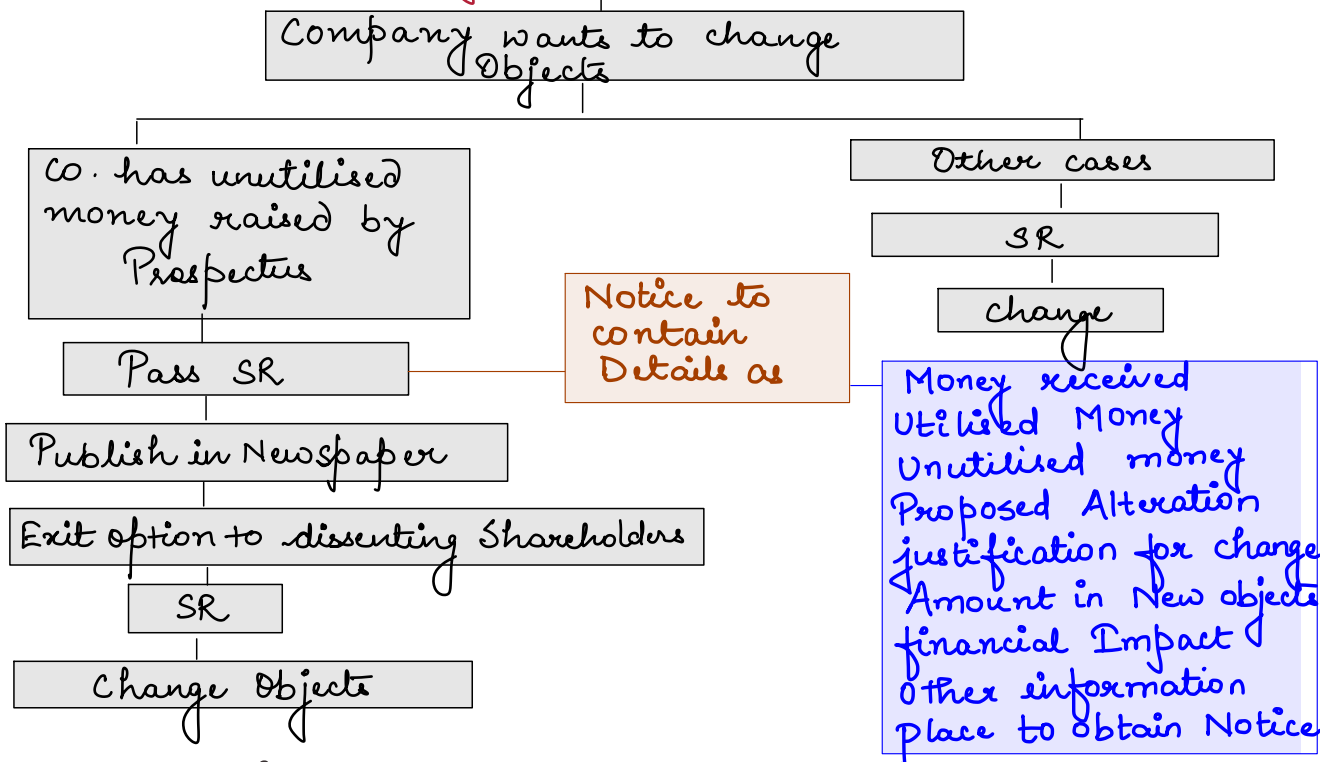 Company wants to change
Objects
Co. has unutilised
money raised by
Prospectus
Pass SR
Publish in Newspaper
Exit option to dissenting Shareholders
SR
Change Objects
Notice to
contain
Details as
Other cases
SR
change
Money received
Utilised Money
Unutilised money
Proposed Alteration
justification for change
Amount in New objects
financial Impact
Other information
place to obtain Notice